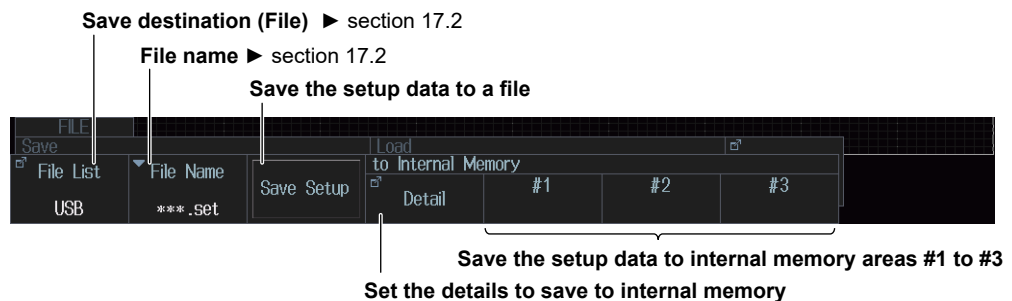 Save destination (File) ► section 17.2
File name ► section 17.2
Save the setup data to a file
FILE
Save
Load
File List
File Name
Save Setup
to Internal Memory
Detail
#1
#2
#3
USB
***.set
Save the setup data to internal memory areas #1 to #3
Set the details to save to internal memory